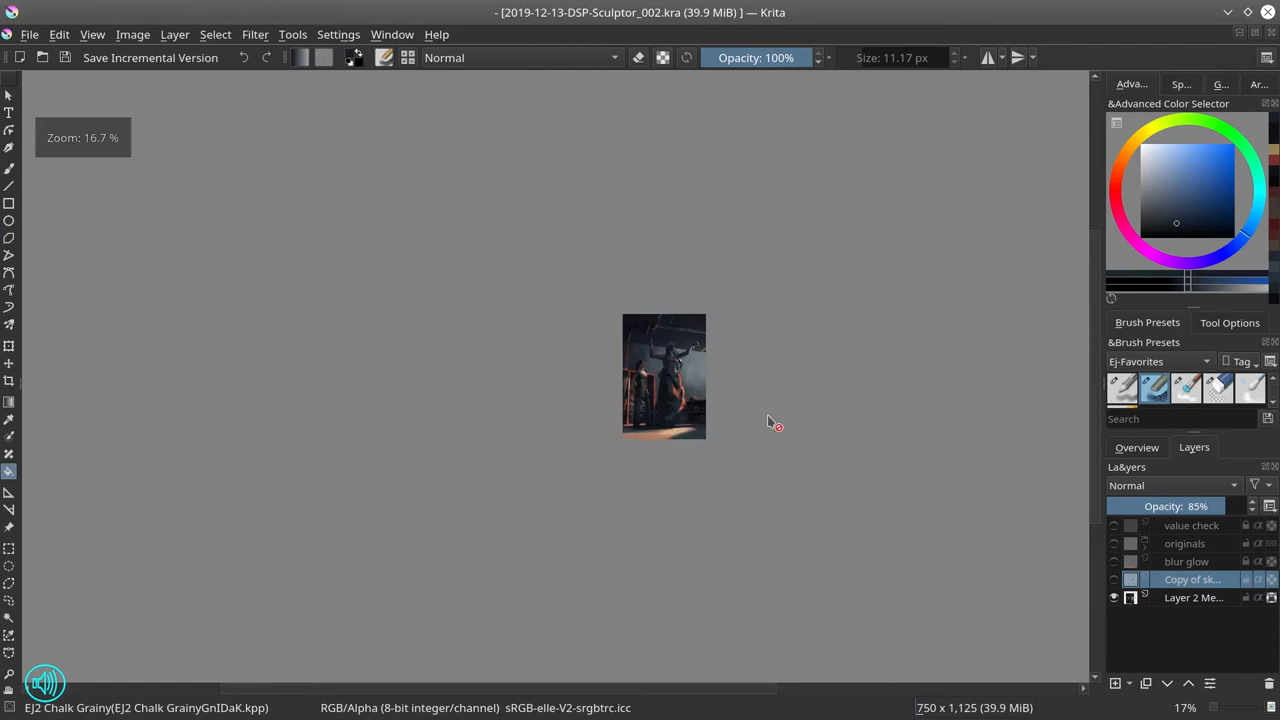 - [2019-12-13-DSP-Sculptor_002.kra (39.9 MiB) ] — Krita
File Edit View Image Layer Select Filter Tools Settings Window Help
Save Incremental Version Normal Opacity: 100% Size: 11.17 px
Adva... Sp... G... Ar...
&Advanced Color Selector
Zoom: 16.7 %
Brush Presets Tool Options
&Brush Presets
Ej-Favorites Tag
Search
Overview Layers
La&yers
Normal
Opacity: 85%
value check
originals
blur glow
Copy of sk...
Layer 2 Me...
EJ2 Chalk Grainy(EJ2 Chalk GrainyGnIDaK.kpp) RGB/Alpha (8-bit integer/channel) sRGB-elle-V2-srgbtrc.icc 750 x 1,125 (39.9 MiB) 17%